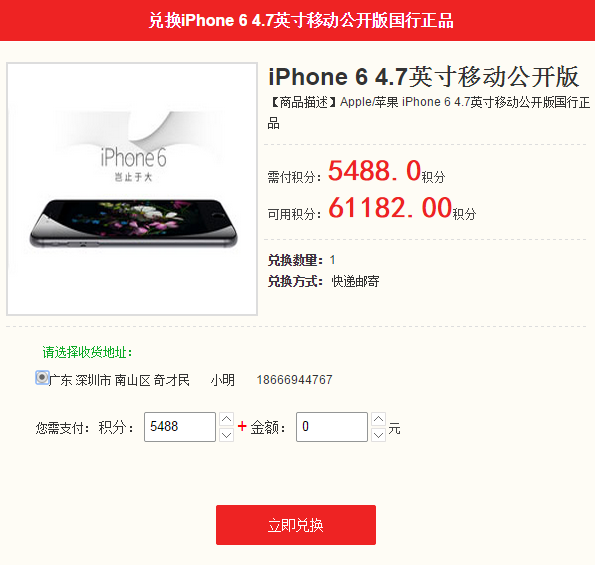 兑换iPhone 6 4.7英寸移动公开版国行正品
iPhone 6
岂止于大
iPhone 6 4.7英寸移动公开版
【商品描述】Apple/苹果 iPhone 6 4.7英寸移动公开版国行正
品
需付积分：5488.0积分
可用积分：61182.00积分
兑换数量：1
兑换方式：快递邮寄
请选择收货地址：
广东 深圳市 南山区 奇才民 小明 18666944767
您需支付：积分： 5488 + 金额： 0 元
立即兑换